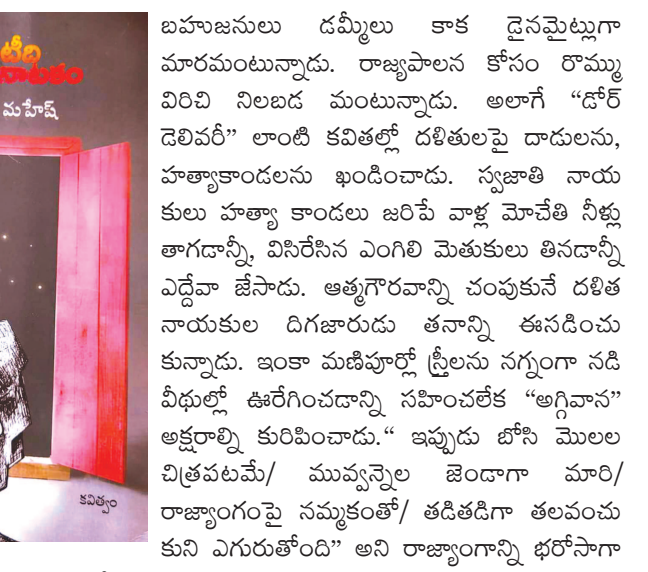 టీది
నాటకం
మహేష్
కవిత్వం
బహుజనులు డమ్మీలు కాక డైనమైట్లుగా
మారమంటున్నాడు. రాజ్యపాలన కోసం రొమ్ము
విరిచి నిలబడ మంటున్నాడు. అలాగే “డోర్
డెలివరీ” లాంటి కవితల్లో దళితులపై దాడులను,
హత్యాకాండలను ఖండించాడు. స్వజాతి నాయ
కులు హత్యా కాండలు జరిపే వాళ్ల మోచేతి నీళ్లు
తాగడాన్నీ, విసిరేసిన ఎంగిలి మెతుకులు తినడాన్నీ
ఎద్దేవా జేసాడు. ఆత్మగౌరవాన్ని చంపుకునే దళిత
నాయకుల దిగజారుడు తనాన్ని ఈసడించు
కున్నాడు. ఇంకా మణిపూర్లో స్త్రీలను నగ్నంగా నడి
వీథుల్లో ఊరేగించడాన్ని సహించలేక “అగ్గివాన”
అక్షరాల్ని కురిపించాడు.“ ఇప్పుడు బోసి మొలల
చిత్రపటమే/ మువ్వన్నెల జెండాగా మారి/
రాజ్యాంగంపై నమ్మకంతో/ తడితడిగా తలవంచు
కుని ఎగురుతోంది” అని రాజ్యాంగాన్ని భరోసాగా